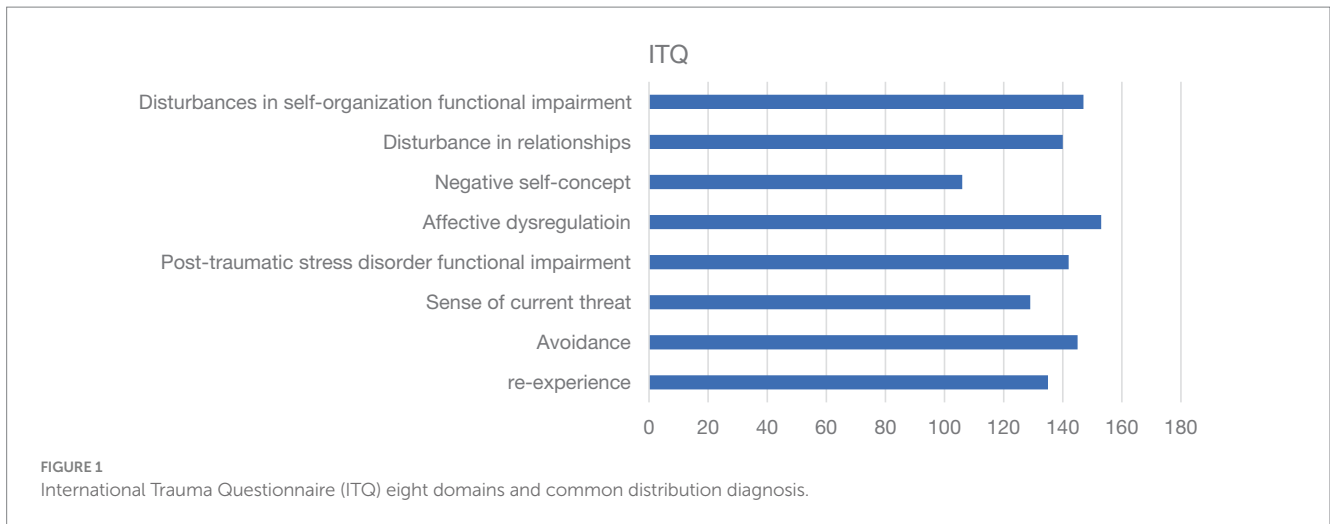 ITQ
Disturbances in self-organization functional impairment
Disturbance in relationships
Negative self-concept
Affective dysregulatioin
Post-traumatic stress disorder functional impairment
Sense of current threat
Avoidance
re-experience
0 20 40 60 80 100 120 140 160 180
FIGURE 1
International Trauma Questionnaire (ITQ) eight domains and common distribution diagnosis.